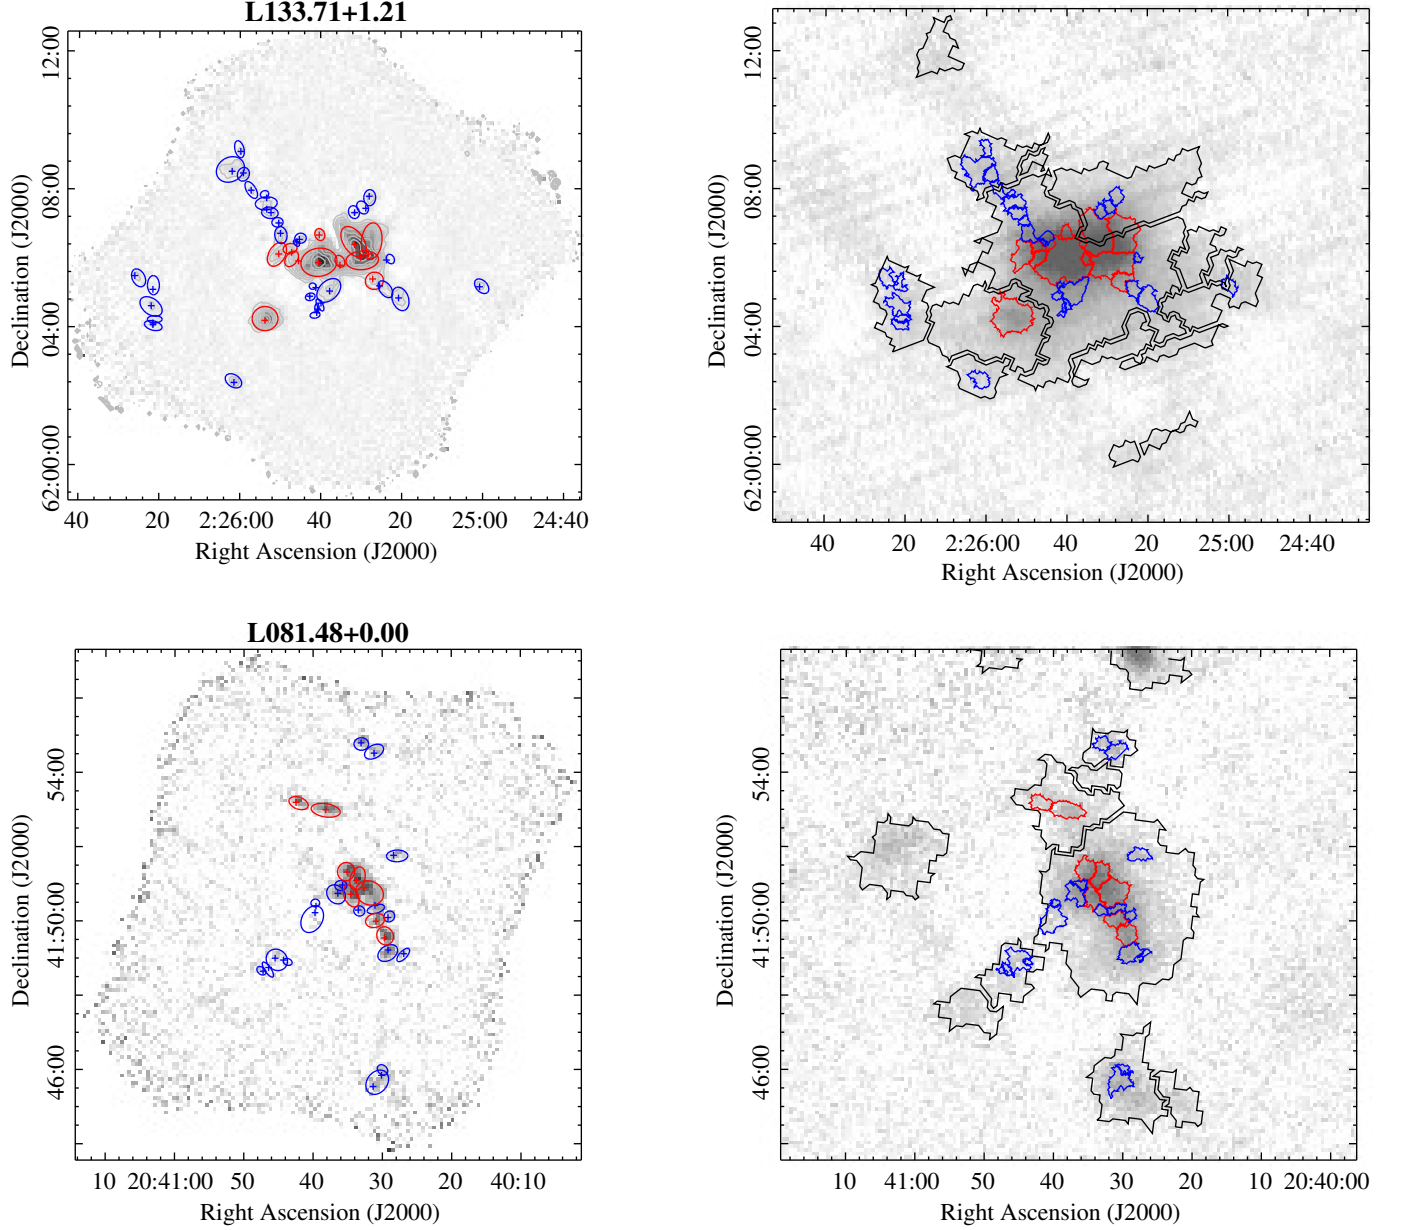 L133.71+1.21
Declination (J2000)
12:00
08:00
04:00
62:00:00
40 20 2:26:00 40 20 25:00 24:40
Right Ascension (J2000)
Declination (J2000)
12:00
08:00
04:00
62:00:00
40 20 2:26:00 40 20 25:00 24:40
Right Ascension (J2000)
L081.48+0.00
Declination (J2000)
54:00
41:50:00
46:00
10 20:41:00 50 40 30 20 40:10
Right Ascension (J2000)
Declination (J2000)
54:00
41:50:00
46:00
10 41:00 50 40 30 20 10 20:40:00
Right Ascension (J2000)